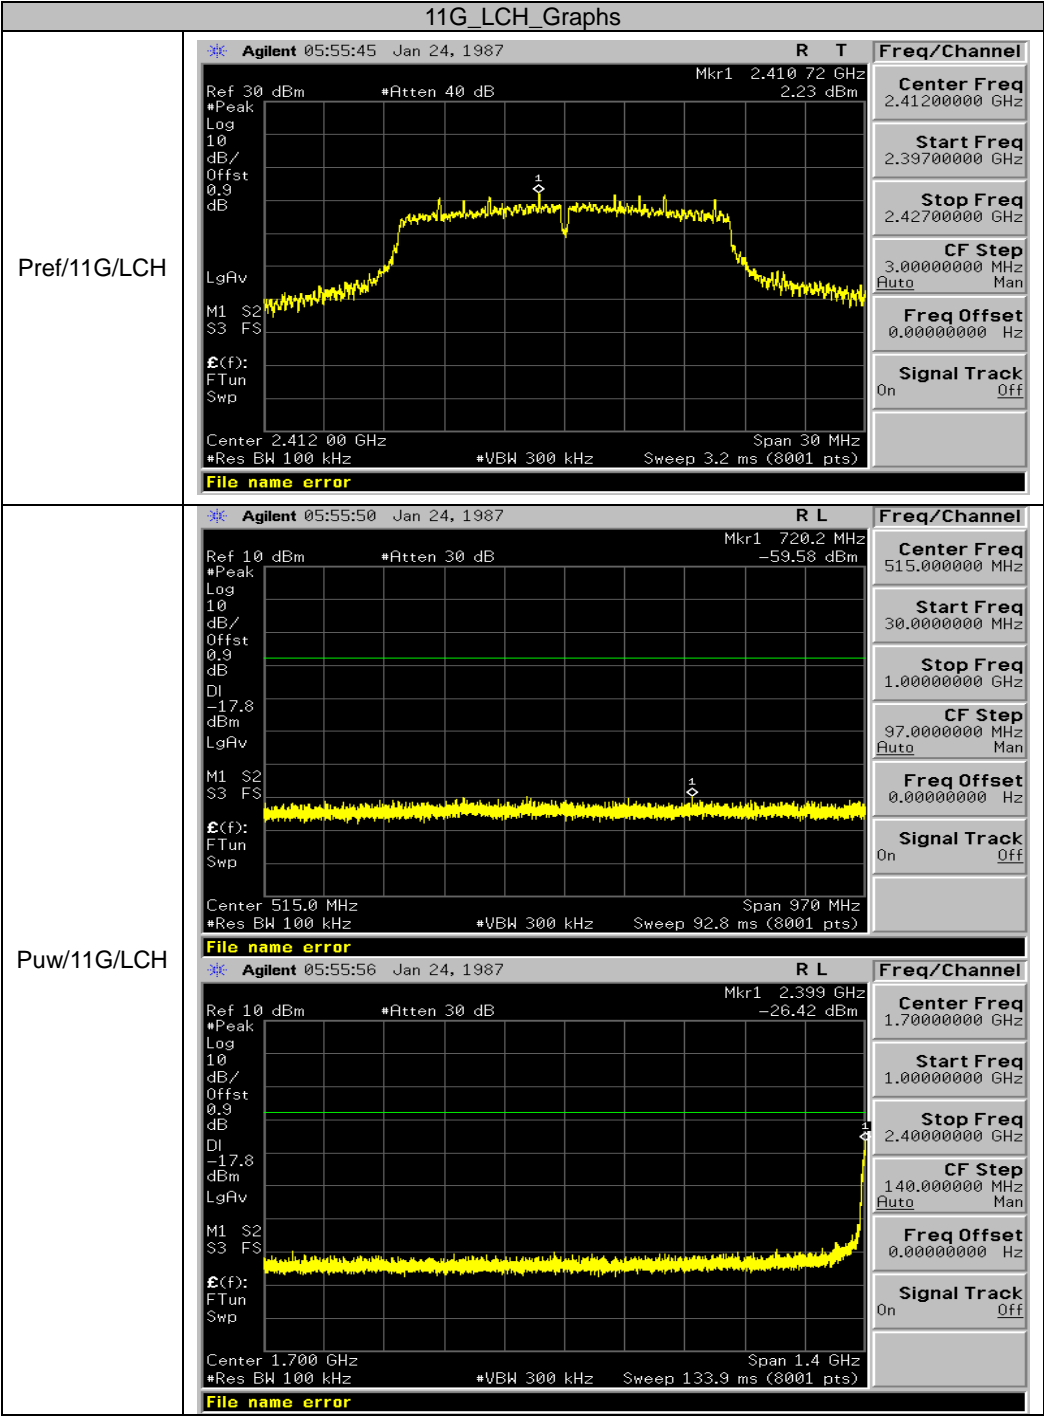 11G_LCH_Graphs
Pref/11G/LCH
Agilent 05:55:45 Jan 24, 1987 R T Freq/Channel
Mkr1 2.410 72 GHz
Ref 30 dBm #Atten 40 dB 2.23 dBm
#Peak
Log
10
dB/
Offst
0.9
dB
LgAv
M1 S2
S3 FS
£(f):
FTun
Swp
1
Center 2.412 00 GHz Span 30 MHz
#Res BW 100 kHz #VBW 300 kHz Sweep 3.2 ms (8001 pts)
File name error
Center Freq
2.41200000 GHz
Start Freq
2.39700000 GHz
Stop Freq
2.42700000 GHz
CF Step
3.00000000 MHz
Auto Man
Freq Offset
0.00000000 Hz
Signal Track
On Off
Puw/11G/LCH
Agilent 05:55:50 Jan 24, 1987 R L Freq/Channel
Mkr1 720.2 MHz
Ref 10 dBm #Atten 30 dB -59.58 dBm
#Peak
Log
10
dB/
Offst
0.9
dB
DI
-17.8
dBm
LgAv
M1 S2
S3 FS
£(f):
FTun
Swp
1
Center 515.0 MHz Span 970 MHz
#Res BW 100 kHz #VBW 300 kHz Sweep 92.8 ms (8001 pts)
File name error
Center Freq
515.000000 MHz
Start Freq
30.0000000 MHz
Stop Freq
1.00000000 GHz
CF Step
97.0000000 MHz
Auto Man
Freq Offset
0.00000000 Hz
Signal Track
On Off
Agilent 05:55:56 Jan 24, 1987 R L Freq/Channel
Mkr1 2.399 GHz
Ref 10 dBm #Atten 30 dB -26.42 dBm
#Peak
Log
10
dB/
Offst
0.9
dB
DI
-17.8
dBm
LgAv
M1 S2
S3 FS
£(f):
FTun
Swp
1
Center 1.700 GHz Span 1.4 GHz
#Res BW 100 kHz #VBW 300 kHz Sweep 133.9 ms (8001 pts)
File name error
Center Freq
1.70000000 GHz
Start Freq
1.00000000 GHz
Stop Freq
2.40000000 GHz
CF Step
140.000000 MHz
Auto Man
Freq Offset
0.00000000 Hz
Signal Track
On Off